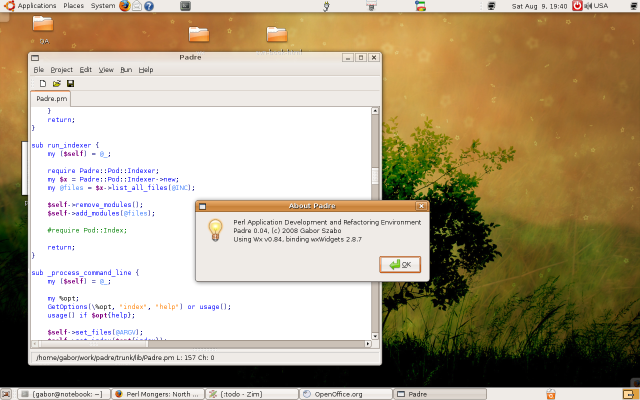 Applications Places System
Sat Aug 9, 19:40
USA
Padre
File Project Edit View Run Help
Padre.pm
}
return;
}
sub run_indexer {
my ($self) = @_;
require Padre::Pod::Indexer;
my $x = Padre::Pod::Indexer->new;
my @files = $x->list_all_files(@INC);
$self->remove_modules();
$self->add_modules(@files);
#require Pod::Index;
return;
}
sub _process_command_line {
my ($self) = @_;
my %opt;
GetOptions(\%opt, "index", "help") or usage();
usage() if $opt{help};
$self->set_files(@ARGV);
/home/gabor/work/padre/trunk/lib/Padre.pm L: 157 Ch: 0
About Padre
Perl Application Development and Refactoring Environment
Padre 0.04, (c) 2008 Gabor Szabo
Using Wx v0.84, binding wxWidgets 2.8.7
OK
[gabor@notebook: ~]
Perl Mongers: North ...
[:todo - Zim]
OpenOffice.org
Padre